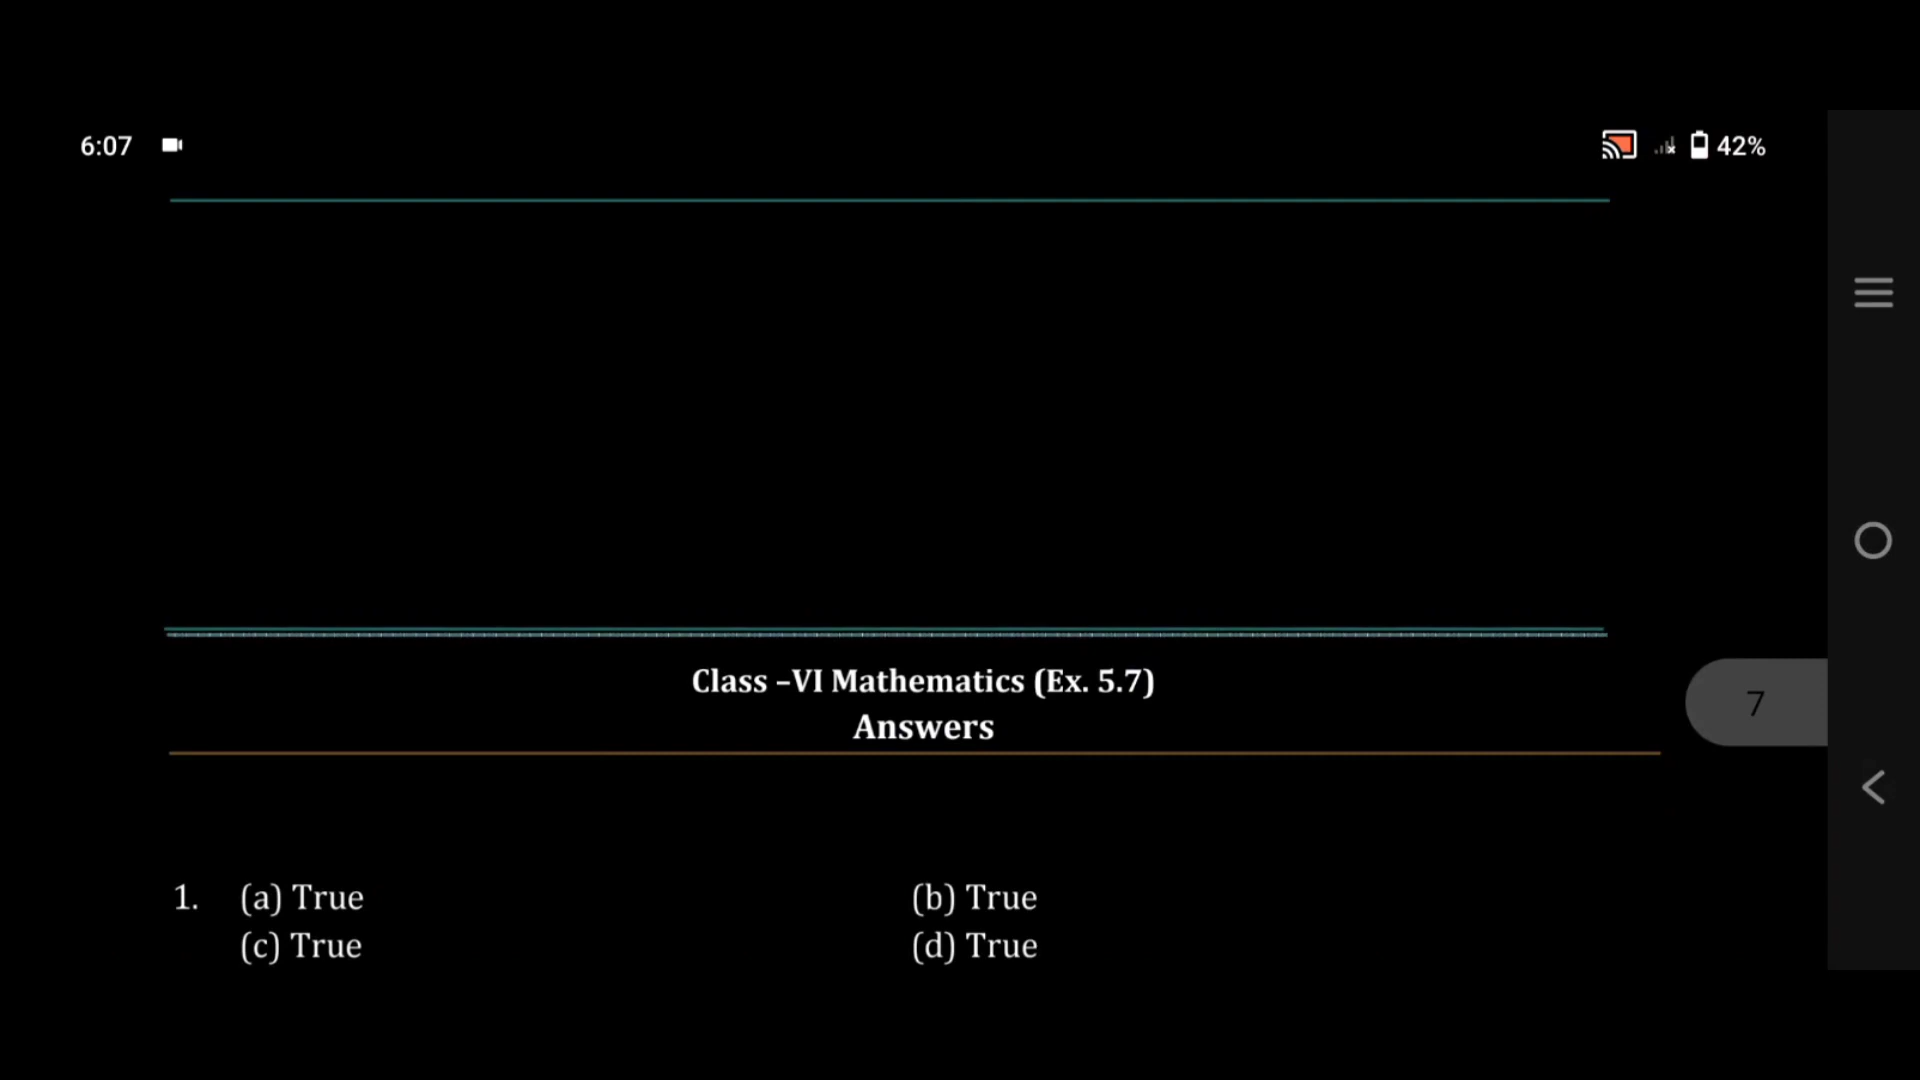 6:07 42%
Class –VI Mathematics (Ex. 5.7)
Answers
7
1. (a) True (b) True
(c) True (d) True